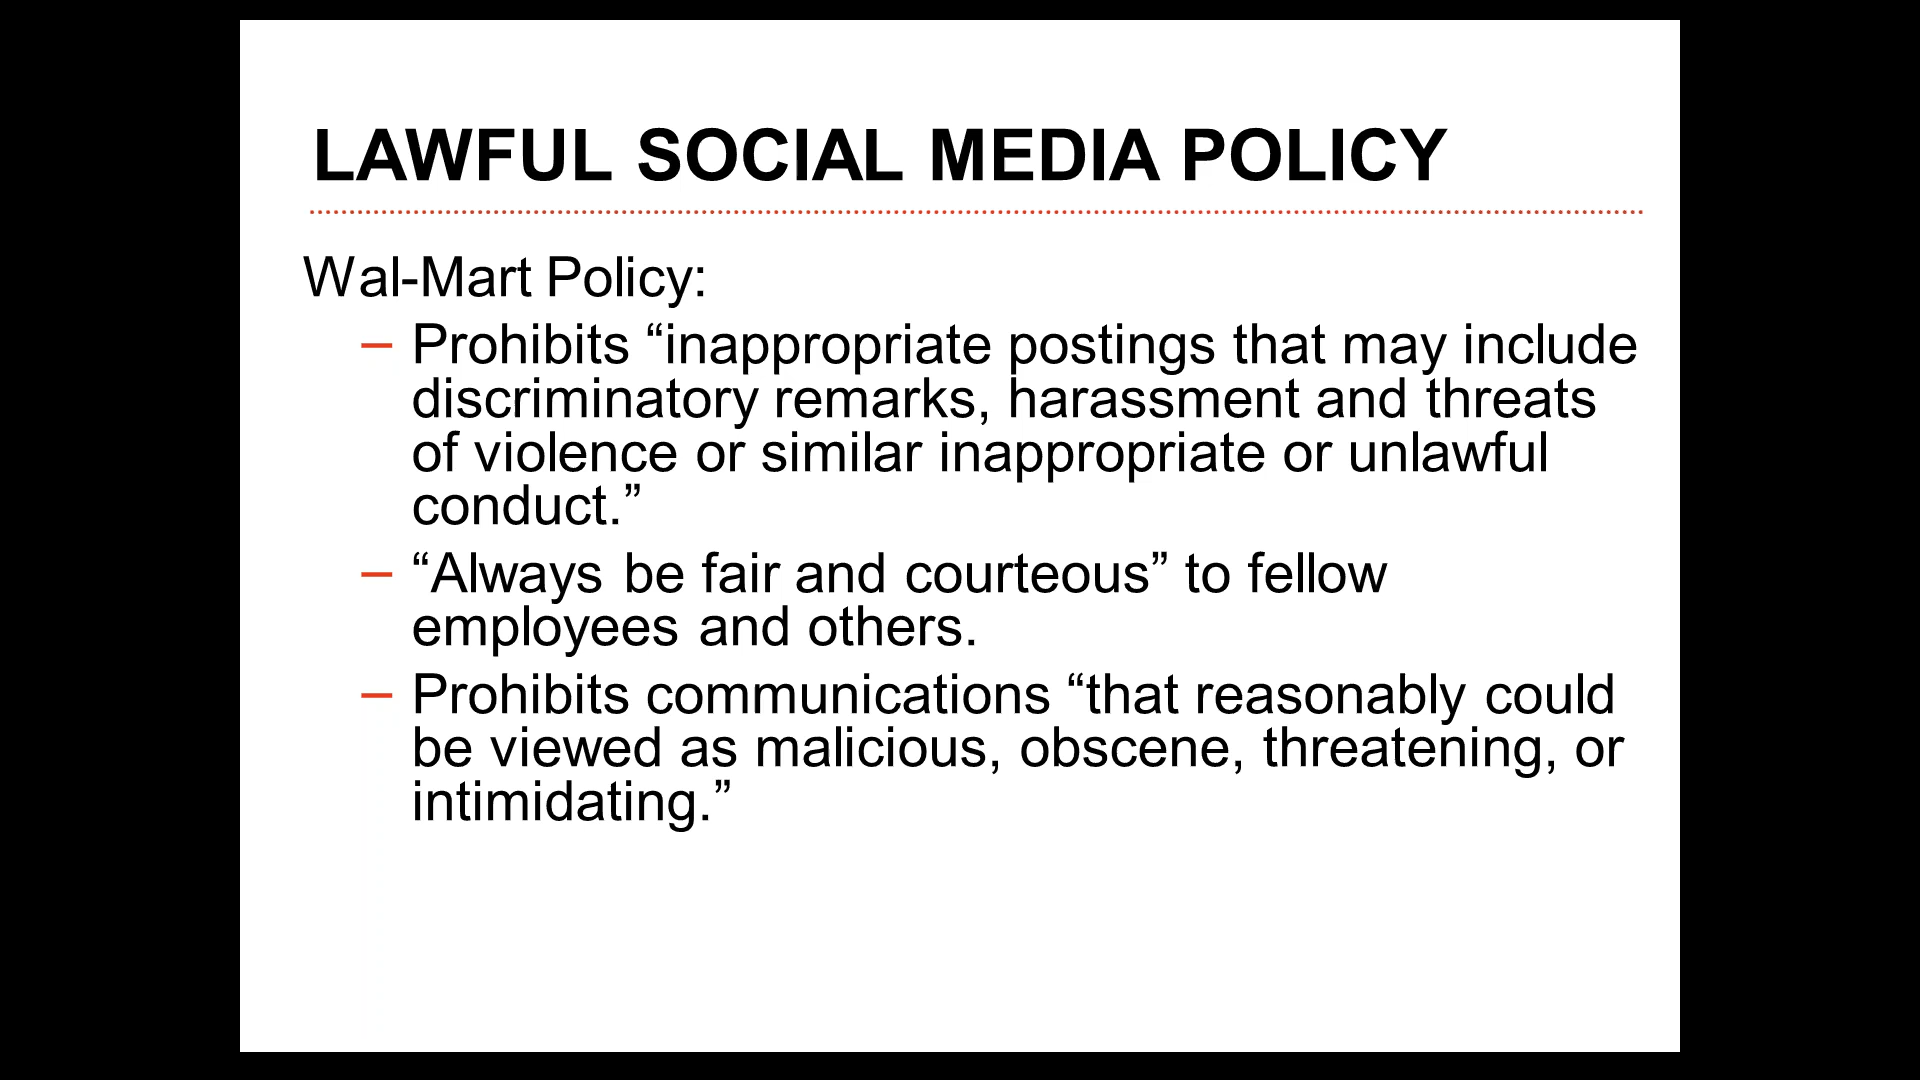 LAWFUL SOCIAL MEDIA POLICY
Wal-Mart Policy:
– Prohibits “inappropriate postings that may include
discriminatory remarks, harassment and threats
of violence or similar inappropriate or unlawful
conduct.”
– “Always be fair and courteous” to fellow
employees and others.
– Prohibits communications “that reasonably could
be viewed as malicious, obscene, threatening, or
intimidating.”